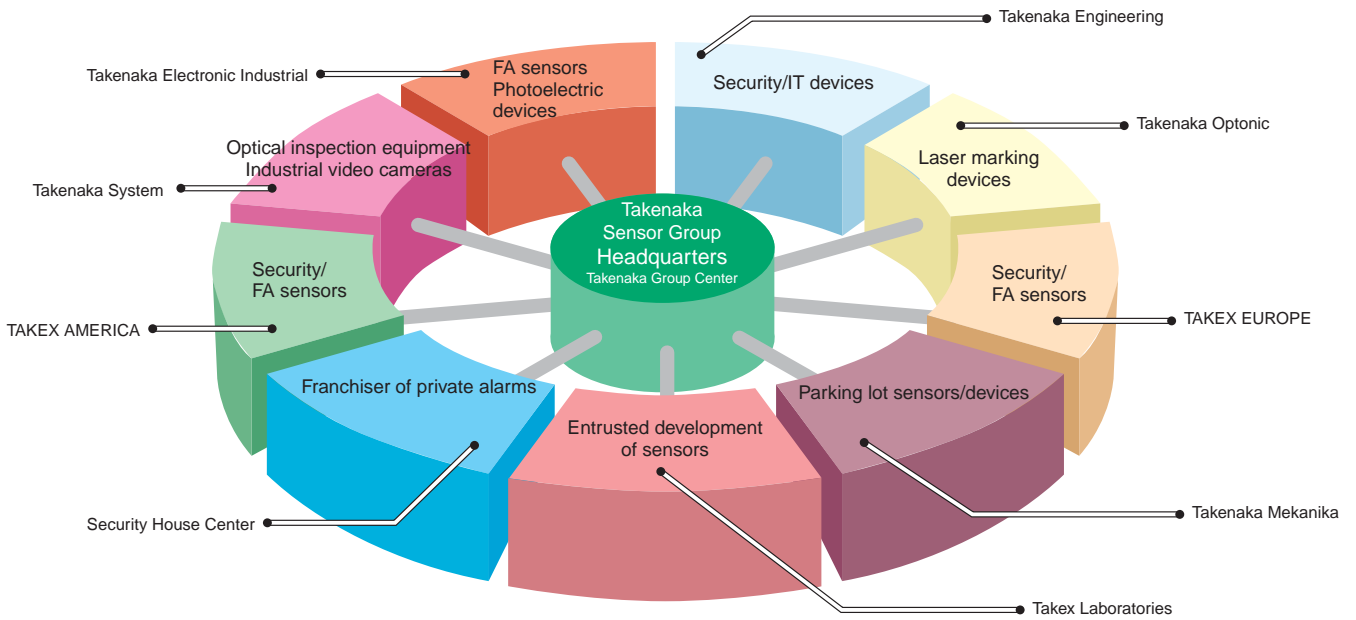 Takenaka Engineering
Takenaka Electronic Industrial
FA sensors
Photoelectric
devices
Security/IT devices
Takenaka Optonic
Optical inspection equipment
Industrial video cameras
Laser marking
devices
Takenaka System
Takenaka
Sensor Group
Headquarters
Takenaka Group Center
Security/
FA sensors
Security/
FA sensors
TAKEX AMERICA
TAKEX EUROPE
Franchiser of private alarms
Parking lot sensors/devices
Entrusted development
of sensors
Security House Center
Takenaka Mekanika
Takex Laboratories